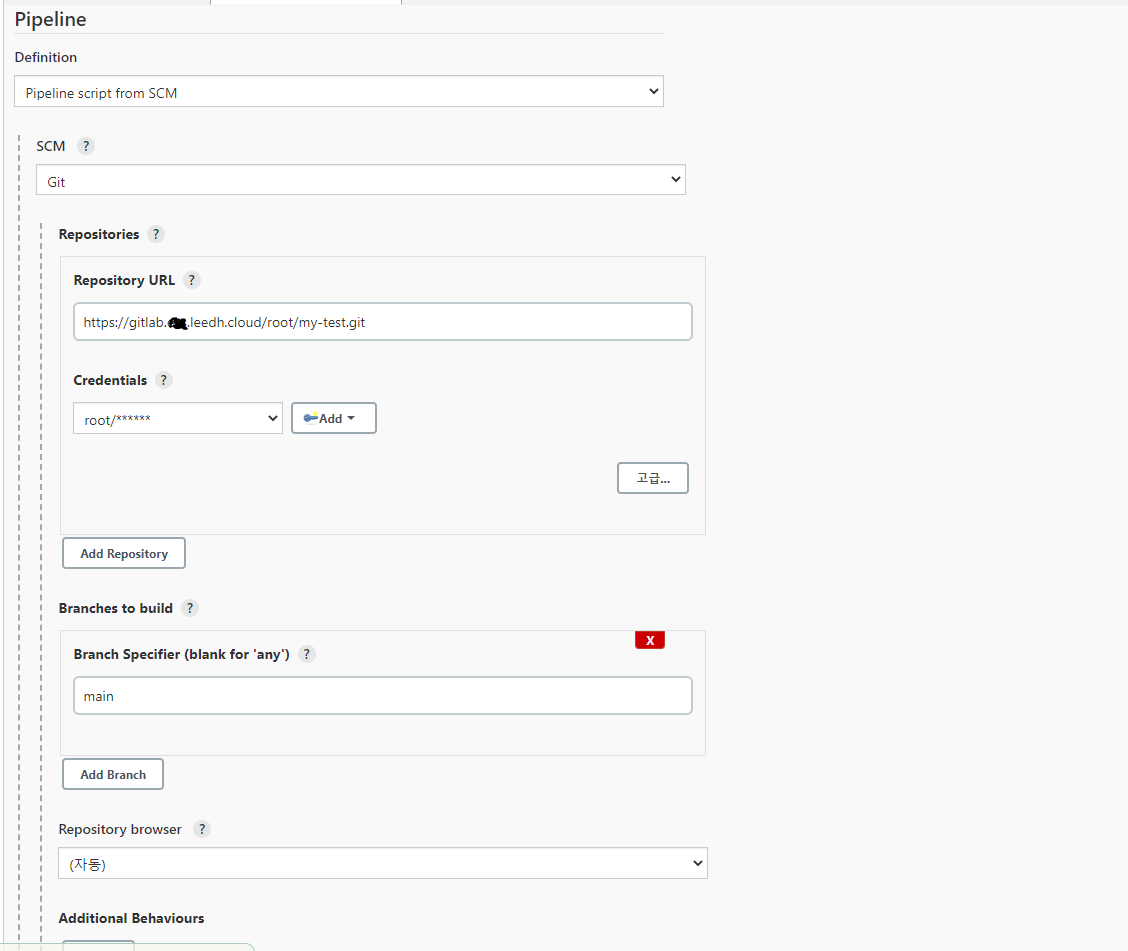 Pipeline
Definition
Pipeline script from SCM
SCM ?
Git
Repositories ?
Repository URL ?
https://gitlab. .leedh.cloud/root/my-test.git
Credentials ?
root/******
Add
고급...
Add Repository
Branches to build ?
X
Branch Specifier (blank for 'any') ?
main
Add Branch
Repository browser ?
(자동)
Additional Behaviours